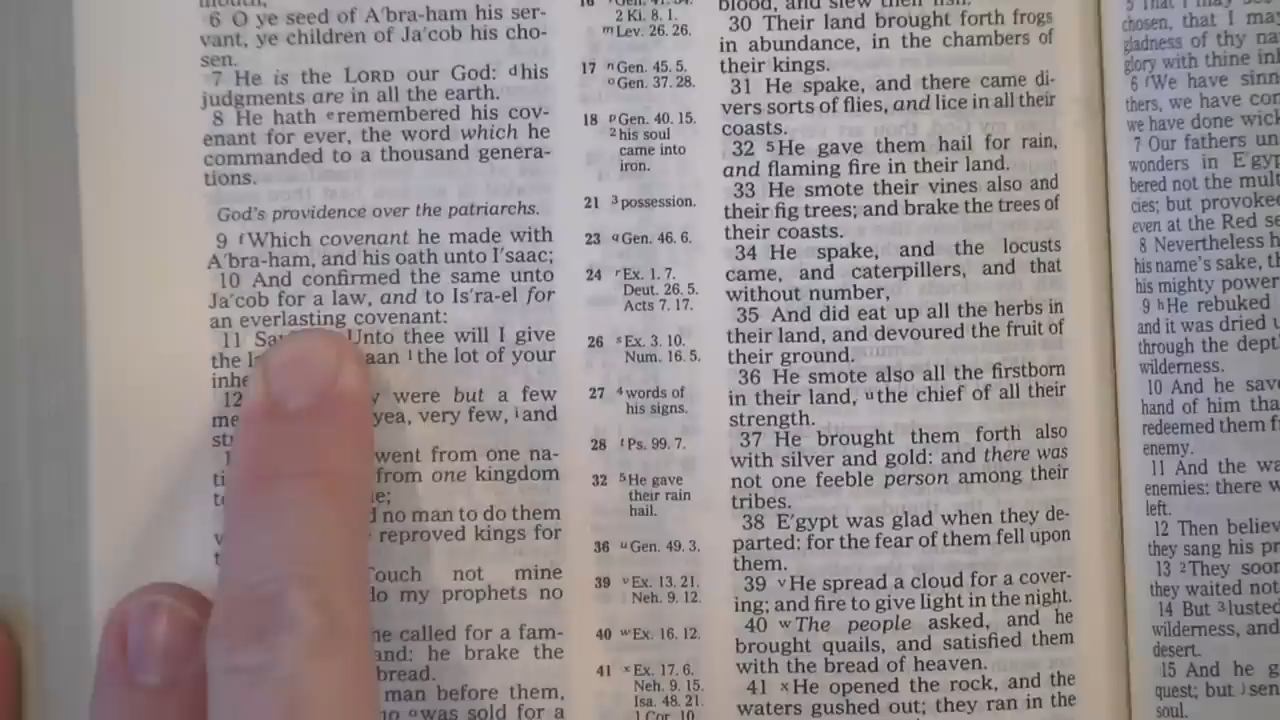 6 O ye seed of A'bra-ham his ser-
vant, ye children of Ja'cob his cho-
sen.
7 He is the LORD our God: d his
judgments are in all the earth.
8 He hath e remembered his cov-
enant for ever, the word which he
commanded to a thousand genera-
tions.
God's providence over the patriarchs.
9 f Which covenant he made with
A'bra-ham, and his oath unto I'saac;
10 And confirmed the same unto
Ja'cob for a law, and to Is'ra-el for
an everlasting covenant:
11 Unto thee will I give
the the lot of your
12 were but a few
yea, very few, i and
went from one na-
from one kingdom
no man to do them
reproved kings for
Touch not mine
my prophets no
he called for a fam-
he brake the
bread.
man before them,
was sold for a
2 Ki. 8. 1.
m Lev. 26. 26.
17 n Gen. 45. 5.
o Gen. 37. 28.
18 p Gen. 40. 15.
2 his soul
came into
iron.
21 3 possession.
23 q Gen. 46. 6.
24 r Ex. 1. 7.
Deut. 26. 5.
Acts 7. 17.
26 s Ex. 3. 10.
Num. 16. 5.
27 4 words of
his signs.
28 t Ps. 99. 7.
32 5 He gave
their rain
hail.
36 u Gen. 49. 3.
39 v Ex. 13. 21.
Neh. 9. 12.
40 w Ex. 16. 12.
41 x Ex. 17. 6.
Neh. 9. 15.
Isa. 48. 21.
1 Cor. 10.
blood, and slew their fish.
30 Their land brought forth frogs
in abundance, in the chambers of
their kings.
31 He spake, and there came di-
vers sorts of flies, and lice in all their
coasts.
32 5 He gave them hail for rain,
and flaming fire in their land.
33 He smote their vines also and
their fig trees; and brake the trees of
their coasts.
34 He spake, and the locusts
came, and caterpillers, and that
without number,
35 And did eat up all the herbs in
their land, and devoured the fruit of
their ground.
36 He smote also all the firstborn
in their land, u the chief of all their
strength.
37 He brought them forth also
with silver and gold: and there was
not one feeble person among their
tribes.
38 E'gypt was glad when they de-
parted: for the fear of them fell upon
them.
39 v He spread a cloud for a cover-
ing; and fire to give light in the night.
40 w The people asked, and he
brought quails, and satisfied them
with the bread of heaven.
41 x He opened the rock, and the
waters gushed out; they ran in the
chosen, that I
gladness of thy
glory with thine
6 We have
thers, we have
we have done
7 Our fathers
wonders in
bered not the
cies; but
even at the Red
8 Nevertheless
his name's sake,
his mighty power
9 h He rebuked
and it was dried
through the
wilderness.
10 And he
hand of him
redeemed them
enemy.
11 And the
enemies: there
left.
12 Then
they sang his
13 2 They
they waited not
14 But 3 lusted
wilderness, and
desert.
15 And he
quest; but
soul.